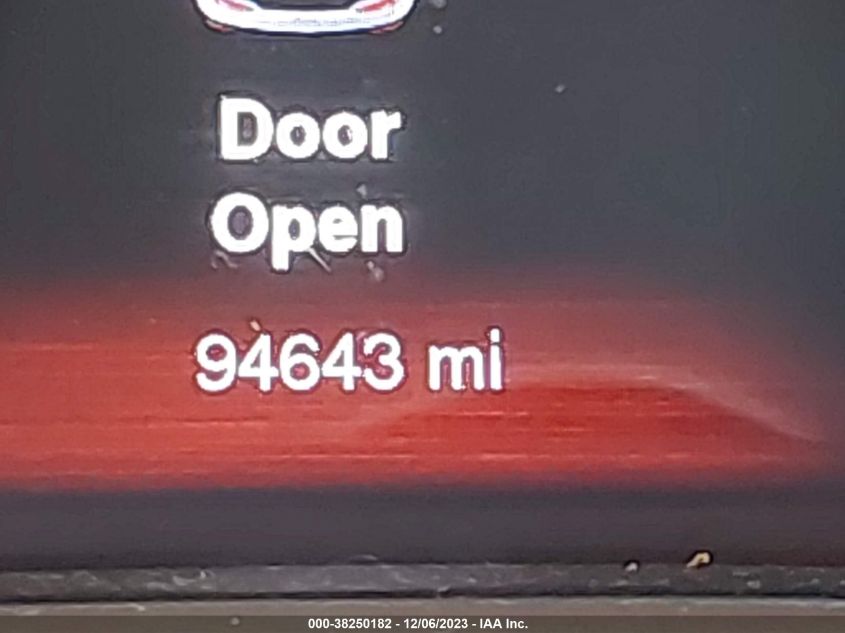 Door
Open
94643 mi
000-38250182 - 12/06/2023 - IAA Inc.